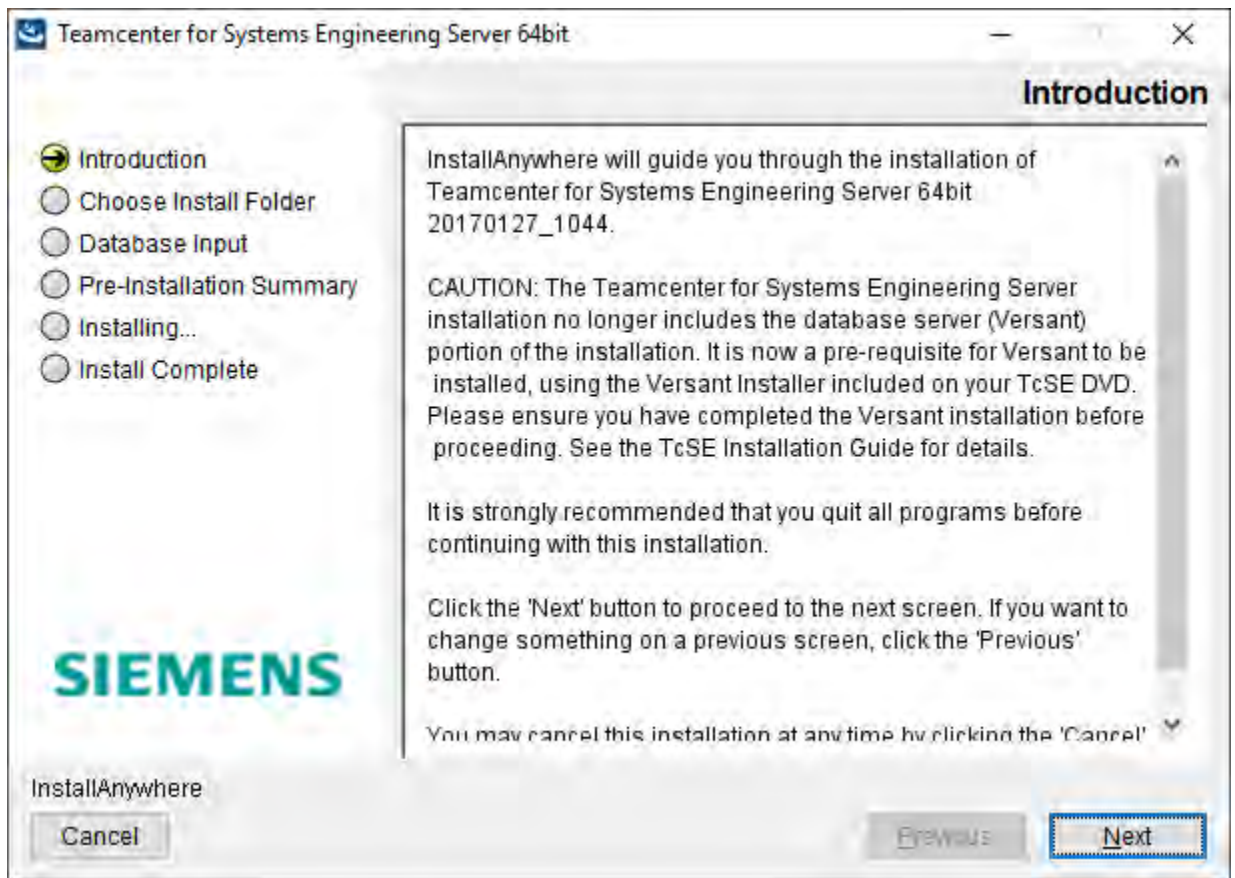 Teamcenter for Systems Engineering Server 64bit
Introduction
Introduction
Choose Install Folder
Database Input
Pre-Installation Summary
Installing...
Install Complete
InstallAnywhere will guide you through the installation of
Teamcenter for Systems Engineering Server 64bit
20170127_1044.
CAUTION: The Teamcenter for Systems Engineering Server
installation no longer includes the database server (Versant)
portion of the installation. It is now a pre-requisite for Versant to be
installed, using the Versant Installer included on your TcSE DVD.
Please ensure you have completed the Versant installation before
proceeding. See the TcSE Installation Guide for details.
It is strongly recommended that you quit all programs before
continuing with this installation.
Click the 'Next' button to proceed to the next screen. If you want to
change something on a previous screen, click the 'Previous'
button.
You may cancel this installation at any time by clicking the 'Cancel'
SIEMENS
InstallAnywhere
Cancel
Previous
Next